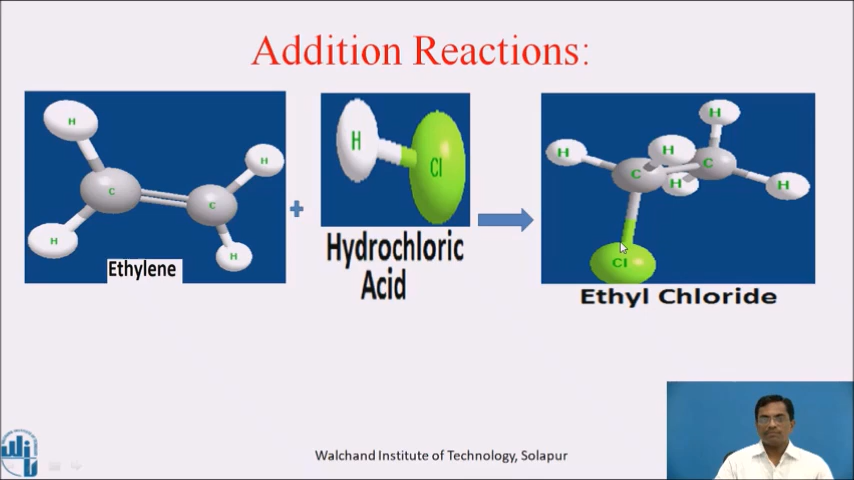 Addition Reactions:
H
H
C
C
H
H
Ethylene
+
H
Cl
Hydrochloric
Acid
H
H
H
C
C
H
H
Cl
Ethyl Chloride
Walchand Institute of Technology, Solapur